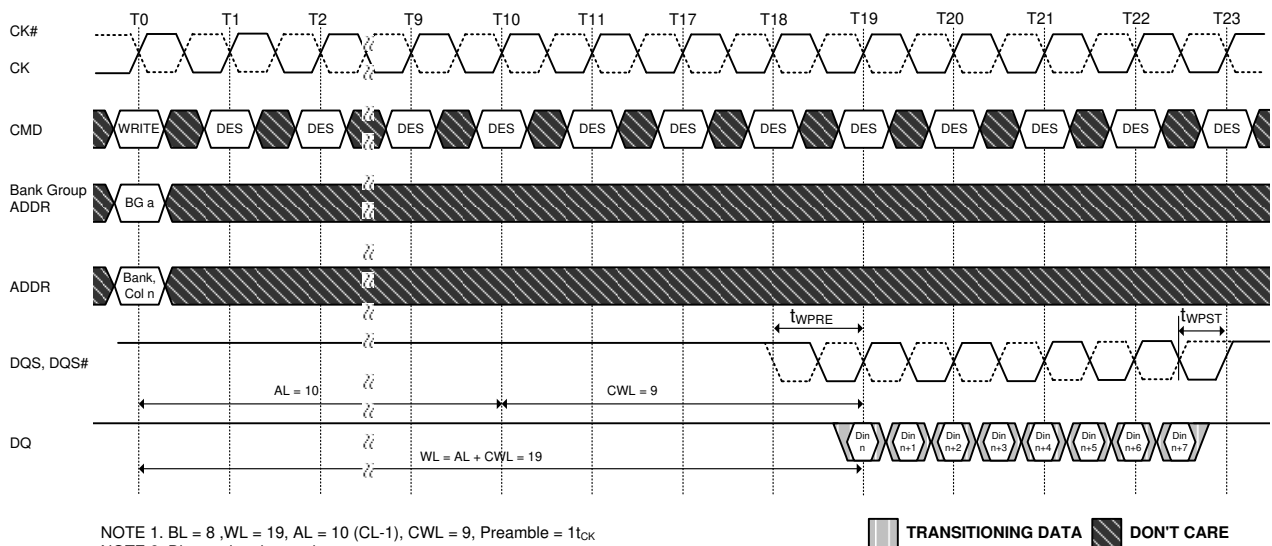 T0 T1 T2 T9 T10 T11 T17 T18 T19 T20 T21 T22 T23
CK#
CK
CMD WRITE DES DES DES DES DES DES DES DES DES DES DES DES
Bank Group
ADDR BG a
ADDR Bank,
Col n
tWPRE tWPST
DQS, DQS#
AL = 10 CWL = 9
DQ Din n Din n+1 Din n+2 Din n+3 Din n+4 Din n+5 Din n+6 Din n+7
WL = AL + CWL = 19
NOTE 1. BL = 8 ,WL = 19, AL = 10 (CL-1), CWL = 9, Preamble = 1tCK
TRANSITIONING DATA DON'T CARE